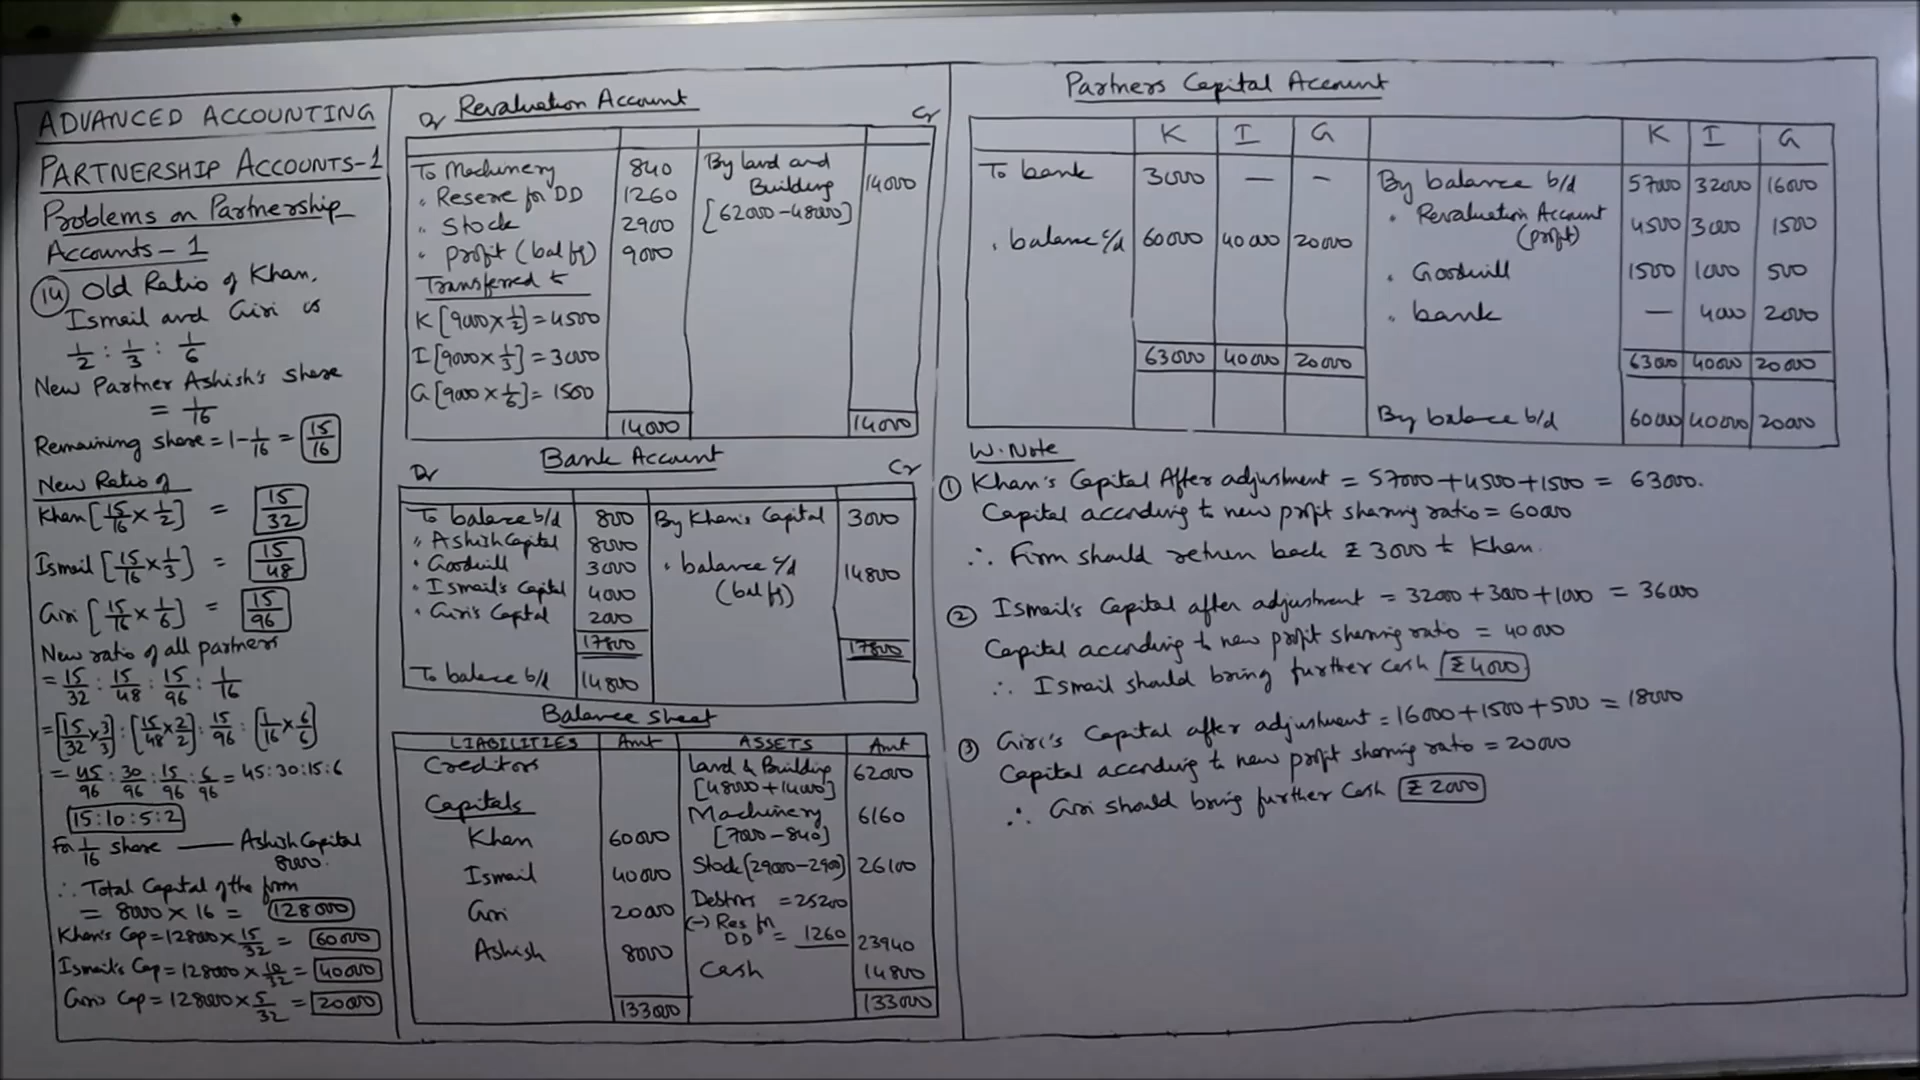 ADVANCED ACCOUNTING
PARTNERSHIP ACCOUNTS-1
Problems on Partnership
Accounts - 1
(14) Old Ratio of Khan,
Ismail and Giri is
1/2 : 1/3 : 1/6
New Partner Ashish's share
= 1/16
Remaining share = 1 - 1/16 = 15/16
New Ratio of
Khan [15/16 × 1/2] = 15/32
Ismail [15/16 × 1/3] = 15/48
Giri [15/16 × 1/6] = 15/96
New ratio of all partners
= 15/32 : 15/48 : 15/96 : 1/16
= [15/32 × 3/3] : [15/48 × 2/2] : 15/96 : [1/16 × 6/6]
= 45/96 : 30/96 : 15/96 : 6/96 = 45:30:15:6
15:10:5:2
For 1/16 share —— Ashish Capital
8000.
∴ Total Capital of the firm
= 8000 × 16 = 128000
Khan's Cap = 128000 × 15/32 = 60000
Ismail's Cap = 128000 × 10/32 = 40000
Giri's Cap = 128000 × 5/32 = 20000
Revaluation Account
Dr Cr
To Machinery 840 By land and
" Reserve for DD 1260 Building 14000
" Stock 2900 [62000 - 48000]
" profit (bal fig) 9000
Transferred to
K [9000 × 1/2] = 4500
I [9000 × 1/3] = 3000
G [9000 × 1/6] = 1500
14000 14000
Bank Account
Dr Cr
To balance b/d 800 By Khan's Capital 3000
" Ashish Capital 8000
" Goodwill 3000 " balance c/d 14800
" Ismail's Capital 4000 (bal fig)
" Giri's Capital 2000
17800 17800
To balance b/d 14800
Balance Sheet
LIABILITIES Amt ASSETS Amt
Creditors Land & Building 62000
[48000 + 14000]
Capitals Machinery 6160
Khan 60000 [7000 - 840]
Ismail 40000 Stock [29000 - 2900] 26100
Giri 20000 Debtors = 25200
(-) Res for
DD = 1260 23940
Ashish 8000 Cash 14800
133000 133000
Partners Capital Account
K I G K I G
To bank 3000 — - By balance b/d 57000 32000 16000
" Revaluation Account
(profit) 4500 3000 1500
" balance c/d 60000 40000 20000
" Goodwill 1500 1000 500
" bank — 4000 2000
63000 40000 20000 63000 40000 20000
By balance b/d 60000 40000 20000
W. Note
① Khan's Capital After adjustment = 57000 + 4500 + 1500 = 63000.
Capital according to new profit sharing ratio = 60000
∴ Firm should return back ₹ 3000 to Khan.
② Ismail's Capital after adjustment = 32000 + 3000 + 1000 = 36000
Capital according to new profit sharing ratio = 40000
∴ Ismail should bring further cash ₹ 4000
③ Giri's Capital after adjustment = 16000 + 1500 + 500 = 18000
Capital according to new profit sharing ratio = 20000
∴ Giri should bring further Cash ₹ 2000